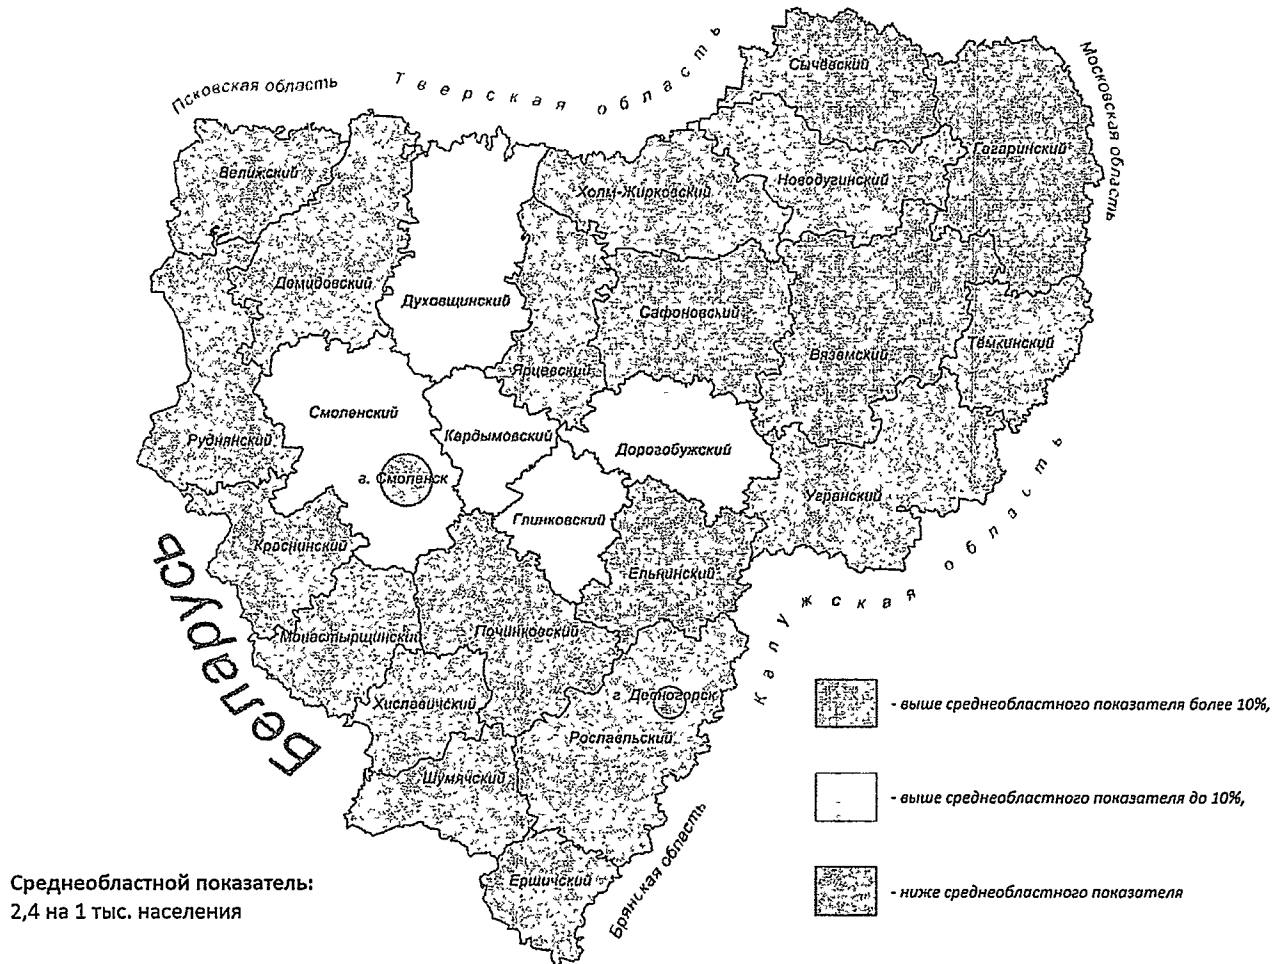 Псковская область
Тверская область
Московская область
Сычёвский
Гагаринский
Велижский
Холм-Жирковский
Новодугинский
Демидовский
Духовщинский
Сафоновский
Вяземский
Тёмкинский
Ярцевский
Смоленский
Руднянский
Кардымовский
Дорогобужский
г. Смоленск
Угранский
Глинковский
Краснинский
Ельнинский
Беларусь
Калужская область
Монастырщинский
Починковский
г. Десногорск
Хиславичский
Рославльский
Шумячский
Ершичский
Брянская область
- выше среднеобластного показателя более 10%,
- выше среднеобластного показателя до 10%,
- ниже среднеобластного показателя
Среднеобластной показатель:
2,4 на 1 тыс. населения